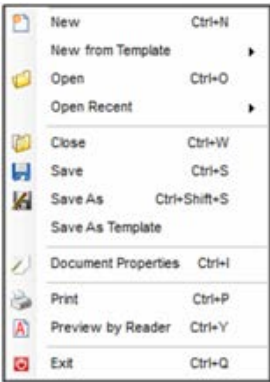 New Ctrl+N
New from Template
Open Ctrl+O
Open Recent
Close Ctrl+W
Save Ctrl+S
Save As Ctrl+Shift+S
Save As Template
Document Properties Ctrl+I
Print Ctrl+P
Preview by Reader Ctrl+Y
Exit Ctrl+Q